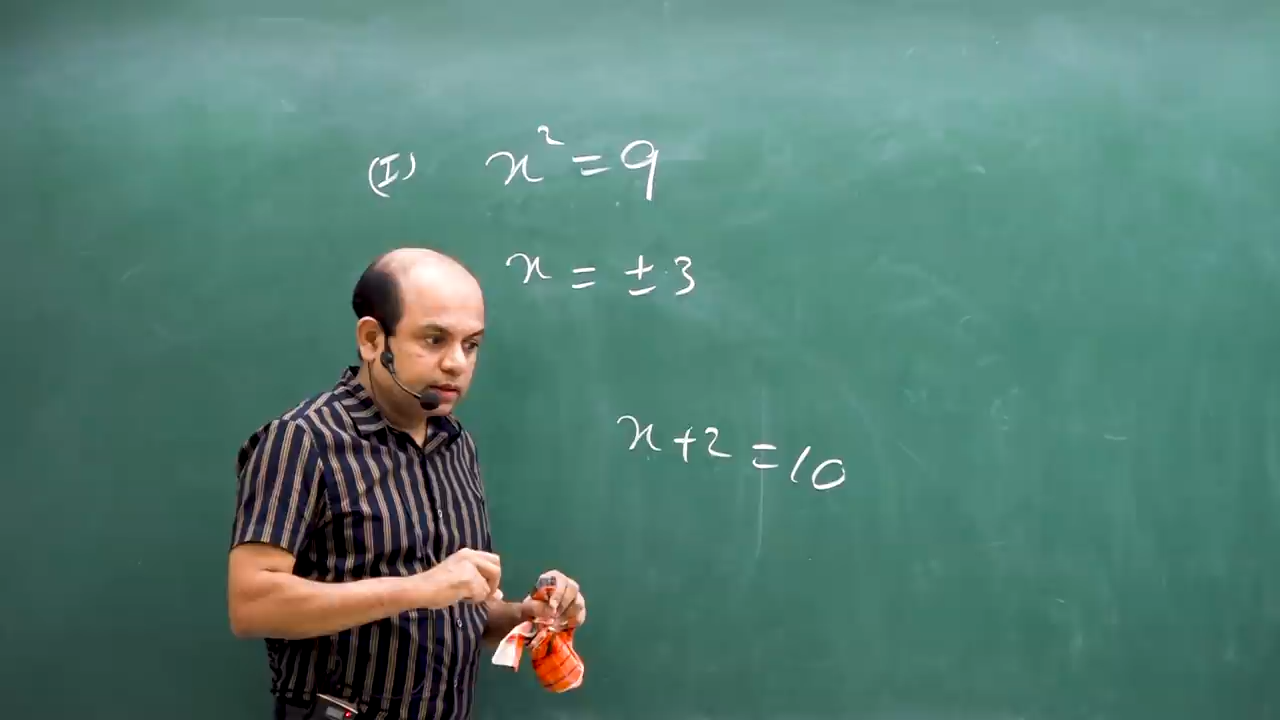 (I) x² = 9
x = ±3
x + 2 = 10